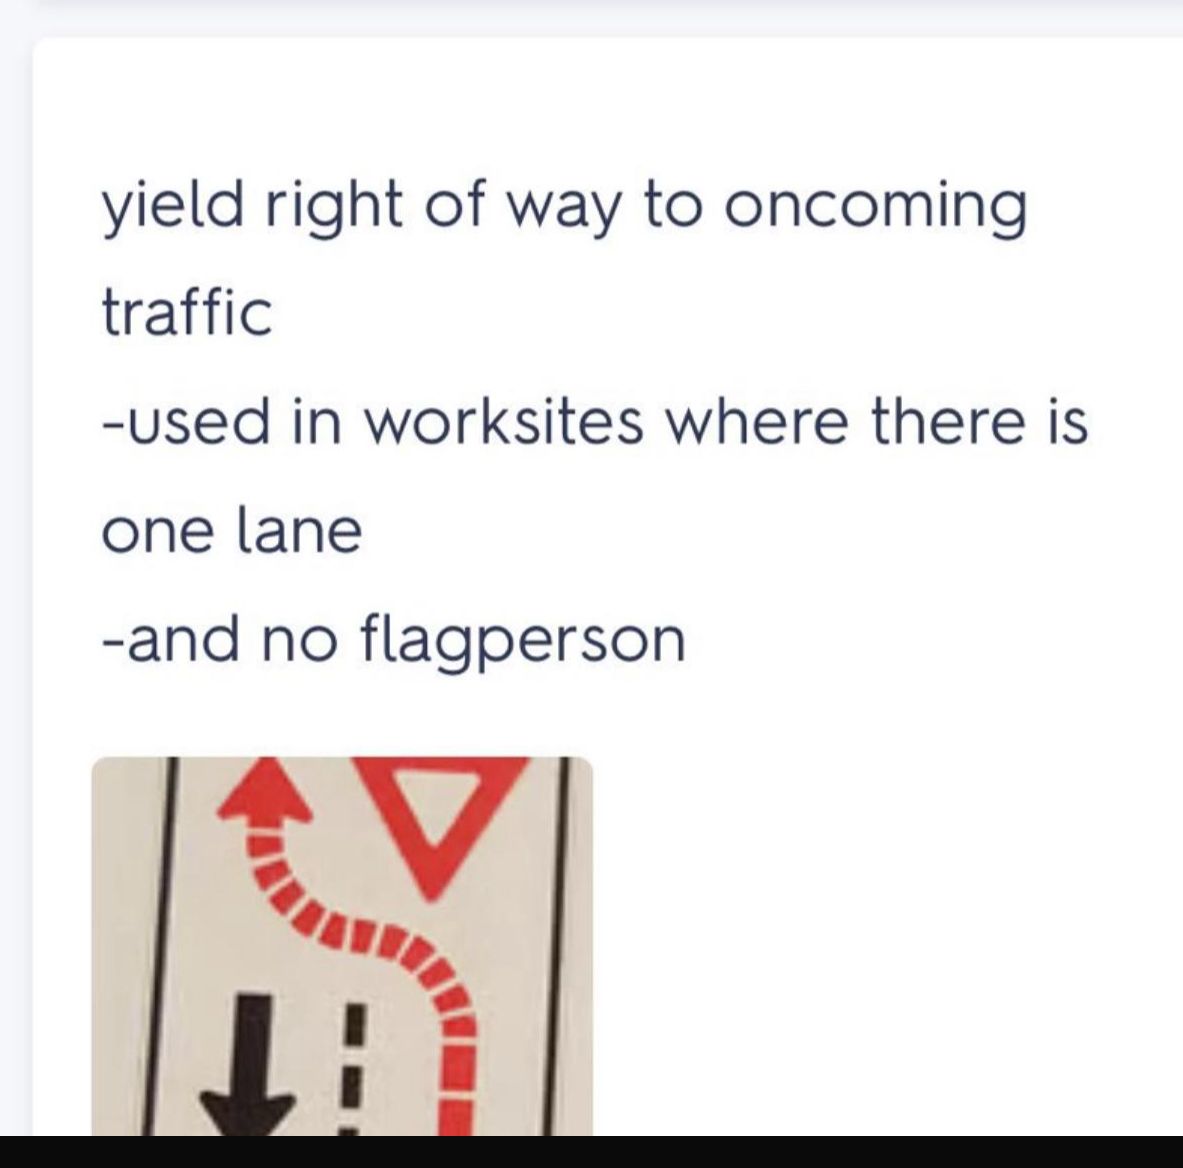 yield right of way to oncoming
traffic
-used in worksites where there is
one lane
-and no flagperson